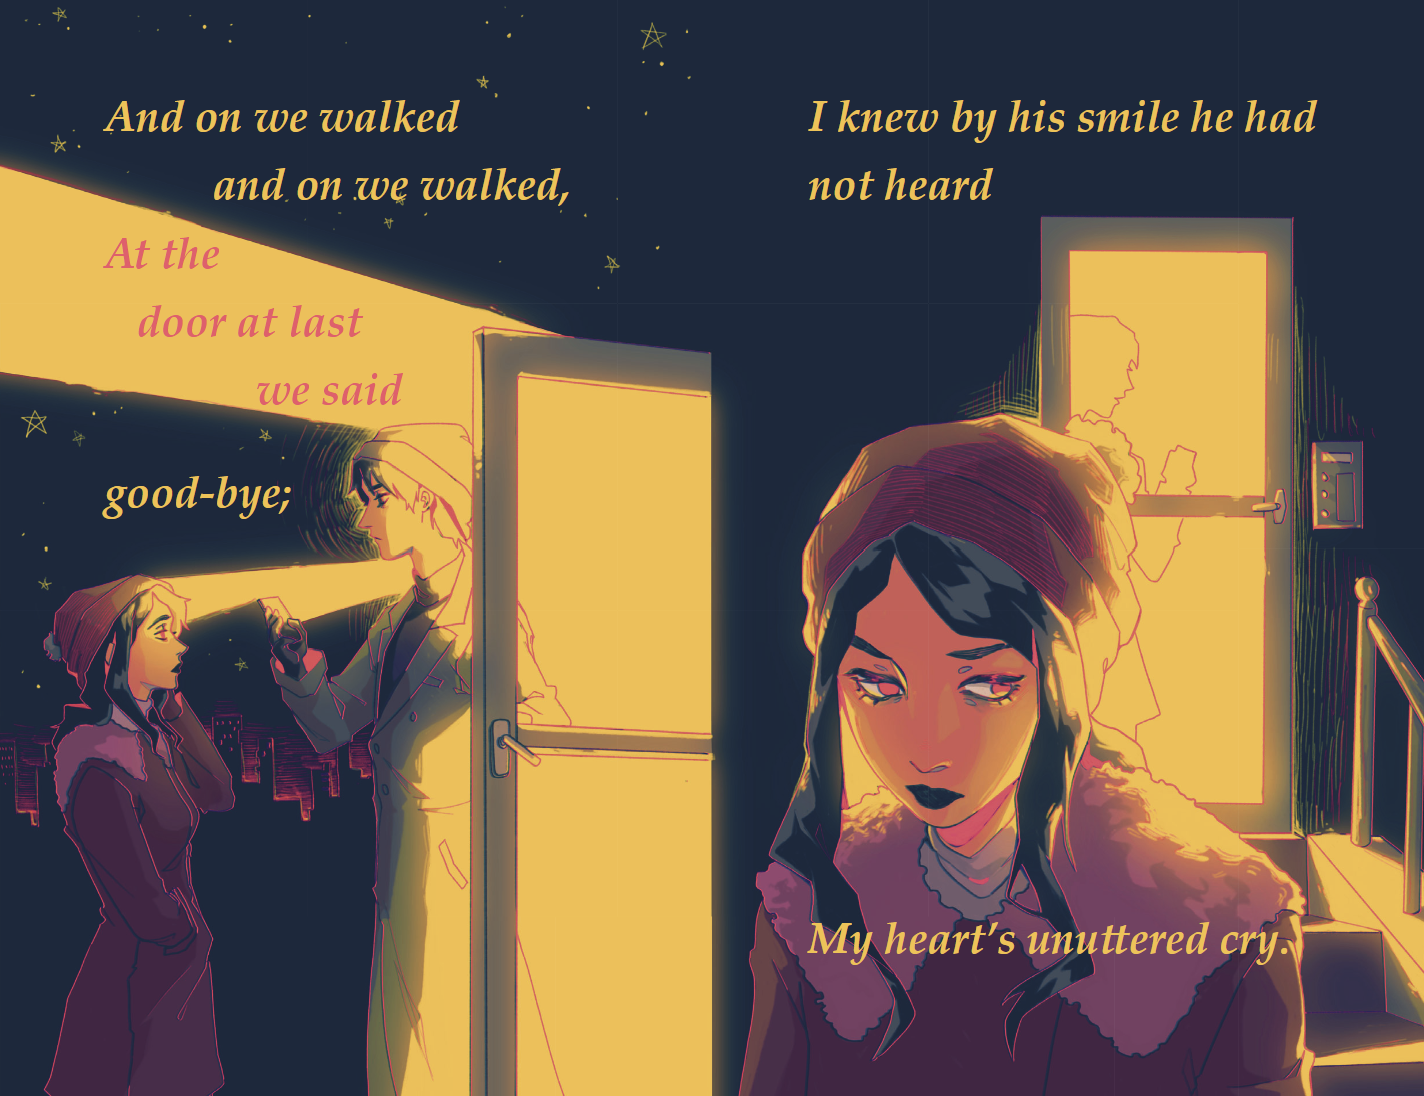 And on we walked
and on we walked,
At the
door at last
we said
good-bye;
I knew by his smile he had
not heard
My heart's unuttered cry.